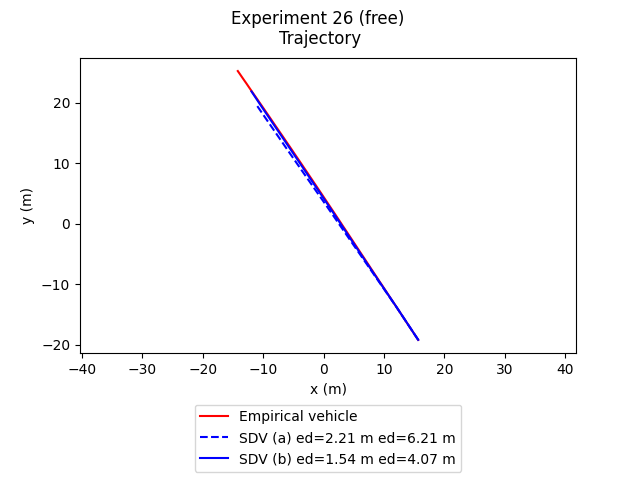 Experiment 26 (free)
Trajectory
y (m)
20
10
0
−10
−20
−40 −30 −20 −10 0 10 20 30 40
x (m)
Empirical vehicle
SDV (a) ed=2.21 m ed=6.21 m
SDV (b) ed=1.54 m ed=4.07 m